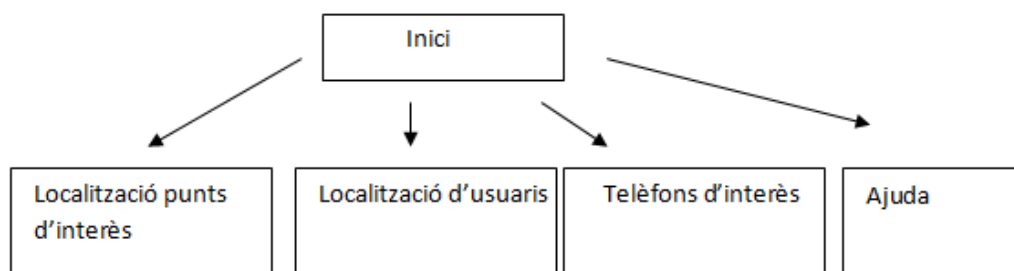 Inici
Localització punts
d'interès
Localització d'usuaris
Telèfons d'interès
Ajuda